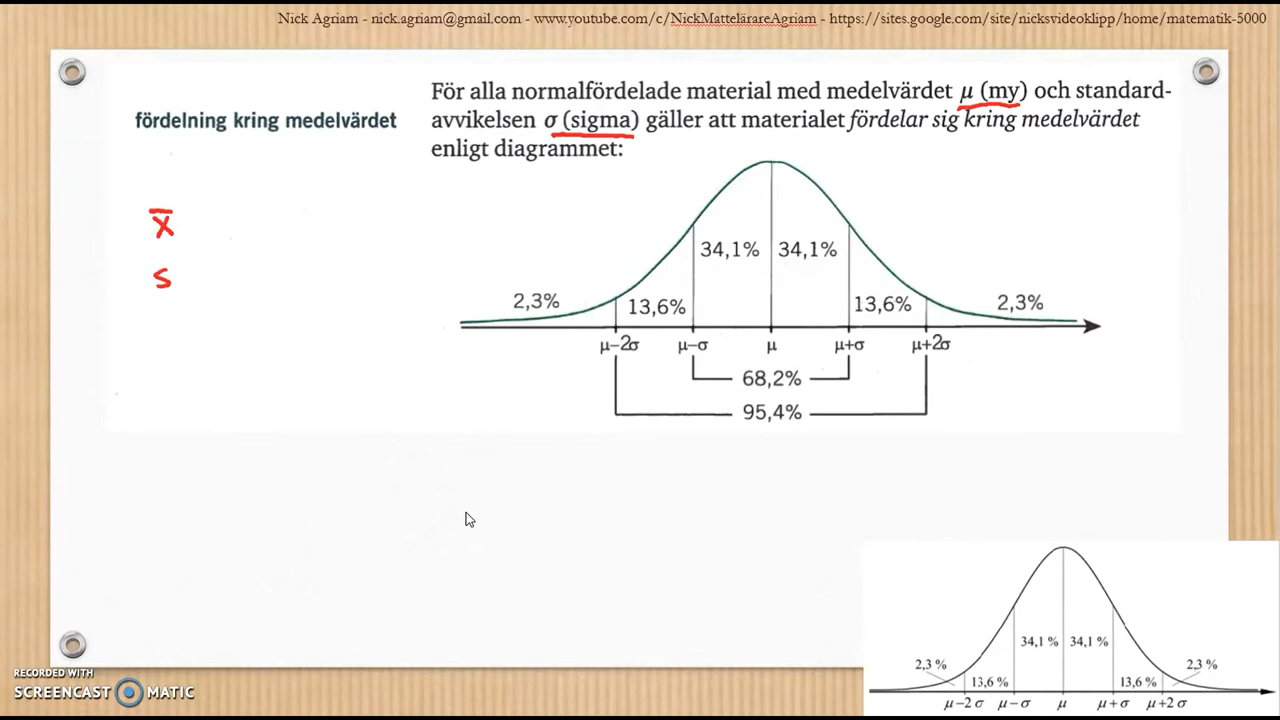 Nick Agriam - nick.agriam@gmail.com - www.youtube.com/c/NickMattelärareAgriam - https://sites.google.com/site/nicksvideoklipp/home/matematik-5000
fördelning kring medelvärdet
För alla normalfördelade material med medelvärdet μ (my) och standard-
avvikelsen σ (sigma) gäller att materialet fördelar sig kring medelvärdet
enligt diagrammet:
x̅
s
34,1% 34,1%
2,3% 13,6% 13,6% 2,3%
μ−2σ μ−σ μ μ+σ μ+2σ
68,2%
95,4%
34,1 % 34,1 %
2,3 % 2,3 %
13,6 % 13,6 %
μ−2 σ μ−σ μ μ+σ μ+2 σ
RECORDED WITH
SCREENCAST MATIC